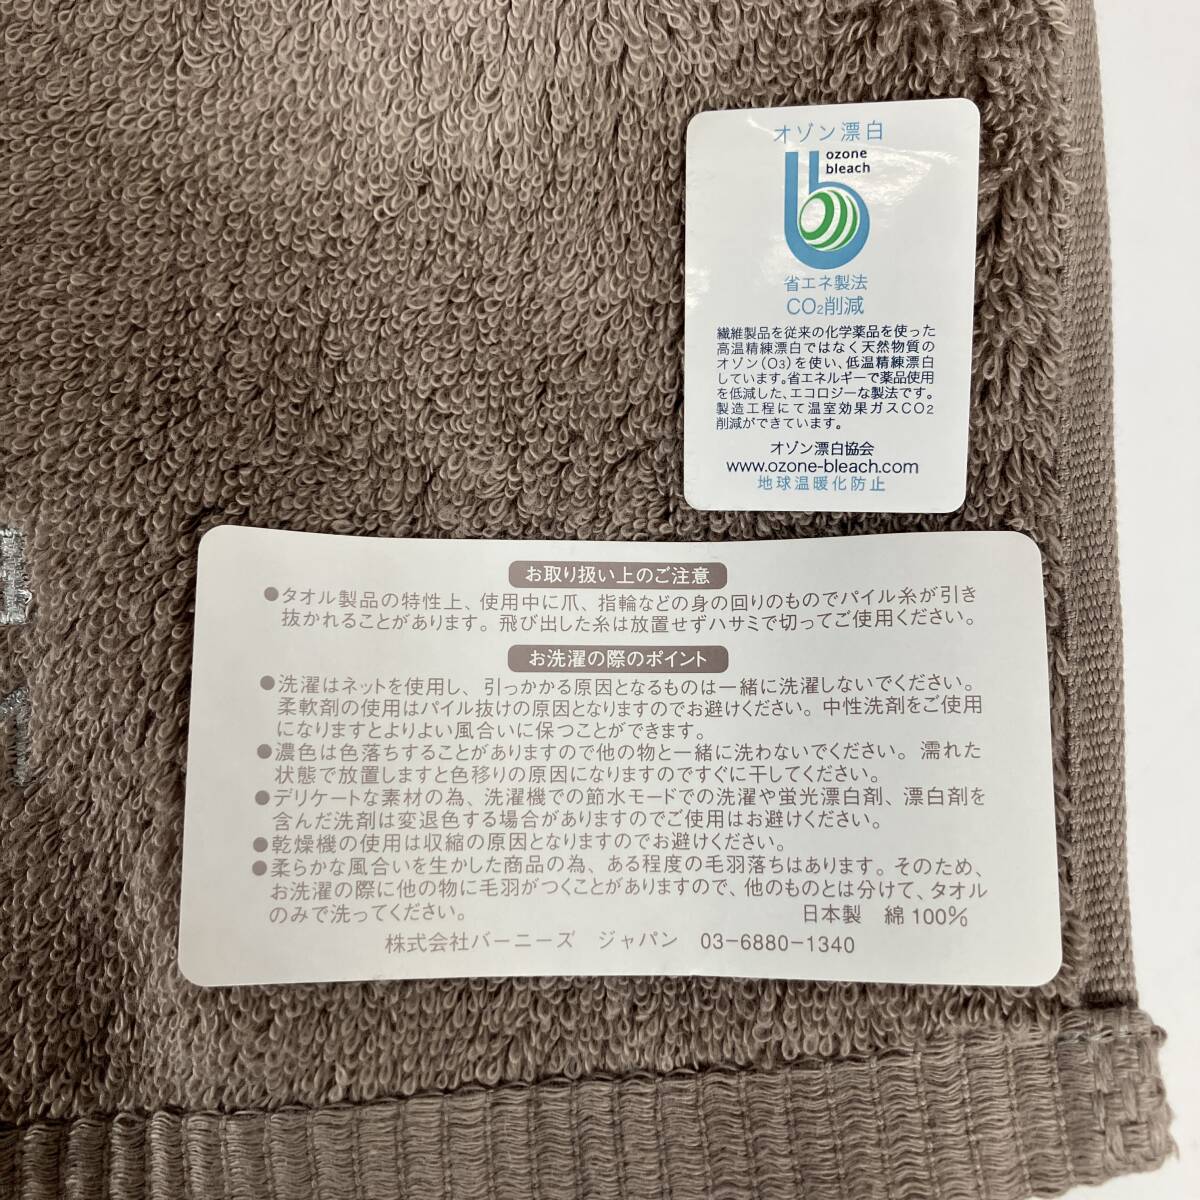 オゾン漂白
ozone
bleach
省エネ製法
CO₂削減
繊維製品を従来の化学薬品を使った
高温精練漂白ではなく天然物質の
オゾン(O₃)を使い、低温精練漂白
しています。省エネルギーで薬品使用
を低減した、エコロジーな製法です。
製造工程にて温室効果ガスCO₂
削減ができています。
オゾン漂白協会
www.ozone-bleach.com
地球温暖化防止
お取り扱い上のご注意
●タオル製品の特性上、使用中に爪、指輪などの身の回りのものでパイル糸が引き
抜かれることがあります。飛び出した糸は放置せずハサミで切ってご使用ください。
お洗濯の際のポイント
●洗濯はネットを使用し、引っかかる原因となるものは一緒に洗濯しないでください。
柔軟剤の使用はパイル抜けの原因となりますのでお避けください。中性洗剤をご使用
になりますとよりよい風合いに保つことができます。
●濃色は色落ちすることがありますので他の物と一緒に洗わないでください。濡れた
状態で放置しますと色移りの原因になりますのですぐに干してください。
●デリケートな素材の為、洗濯機での節水モードでの洗濯や蛍光漂白剤、漂白剤を
含んだ洗剤は変退色する場合がありますのでご使用はお避けください。
●乾燥機の使用は収縮の原因となりますのでお避けください。
●柔らかな風合いを生かした商品の為、ある程度の毛羽落ちはあります。そのため、
お洗濯の際に他の物に毛羽がつくことがありますので、他のものとは分けて、タオル
のみで洗ってください。 日本製 綿100%
株式会社バーニーズ ジャパン 03-6880-1340